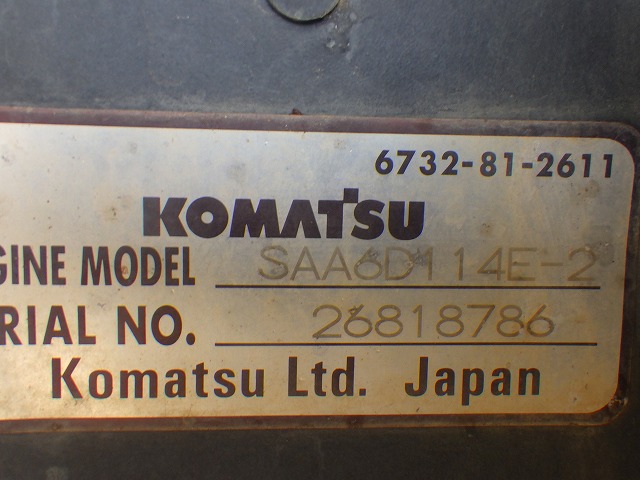 6732-81-2611
KOMATSU
GINE MODEL SAA6D114E-2
RIAL NO. 26818786
Komatsu Ltd. Japan